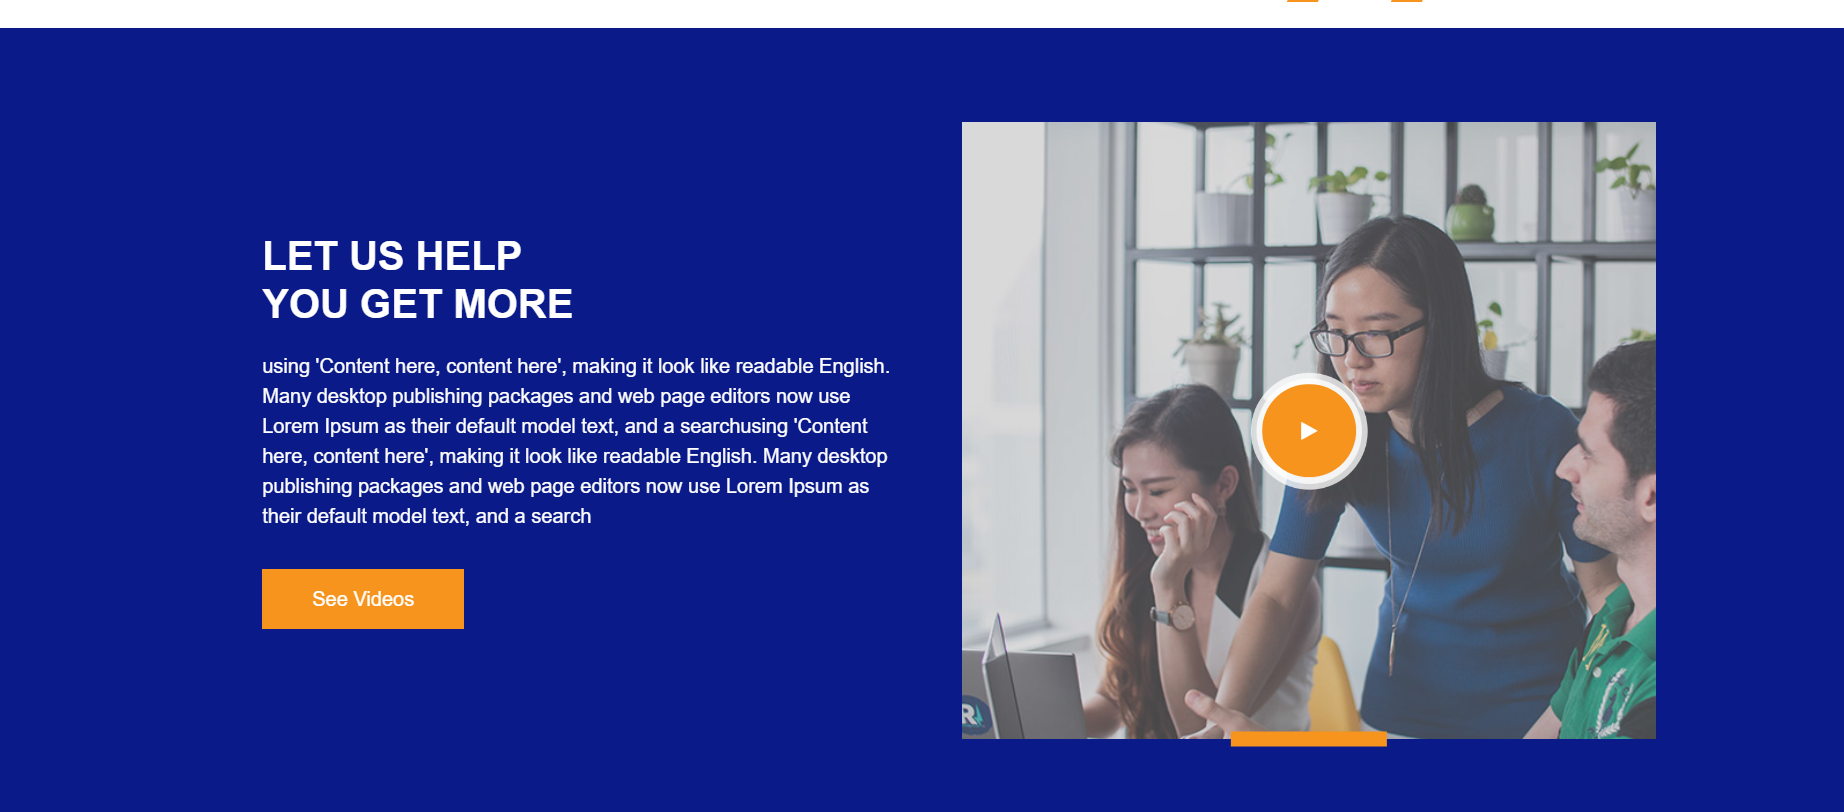 LET US HELP
YOU GET MORE
using 'Content here, content here', making it look like readable English.
Many desktop publishing packages and web page editors now use
Lorem Ipsum as their default model text, and a searchusing 'Content
here, content here', making it look like readable English. Many desktop
publishing packages and web page editors now use Lorem Ipsum as
their default model text, and a search
See Videos
R